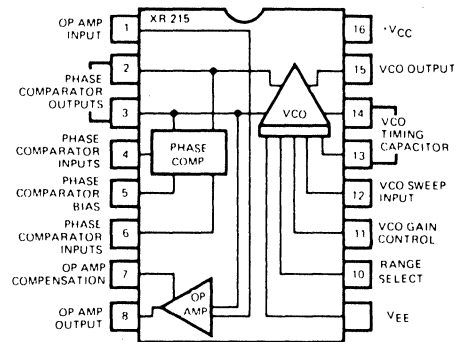 XR 215
OP AMP
INPUT
1
2
PHASE
COMPARATOR
OUTPUTS
3
PHASE
COMPARATOR
INPUTS
4
PHASE
COMPARATOR
BIAS
5
PHASE
COMPARATOR
INPUTS
6
OP AMP
COMPENSATION
7
OP AMP
OUTPUT
8
PHASE
COMP
VCO
OP
AMP
16
·VCC
15
VCO OUTPUT
14
VCO
TIMING
CAPACITOR
13
12
VCO SWEEP
INPUT
11
VCO GAIN
CONTROL
10
RANGE
SELECT
VEE